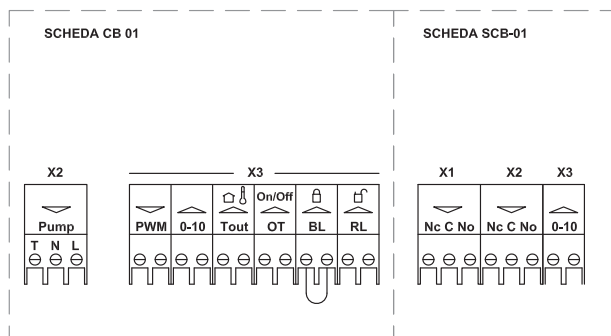 SCHEDA CB 01
SCHEDA SCB-01
X2
X3
X1
X2
X3
On/Off
Pump
PWM
0-10
Tout
OT
BL
RL
Nc C No
Nc C No
0-10
T N L